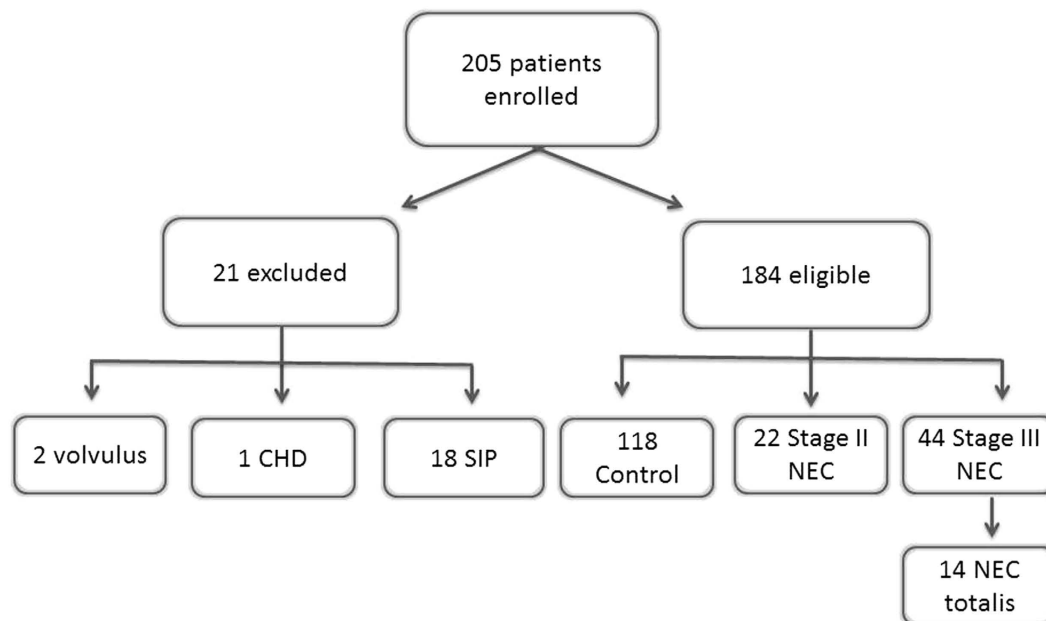 205 patients
enrolled
21 excluded
184 eligible
2 volvulus
1 CHD
18 SIP
118
Control
22 Stage II
NEC
44 Stage III
NEC
14 NEC
totalis